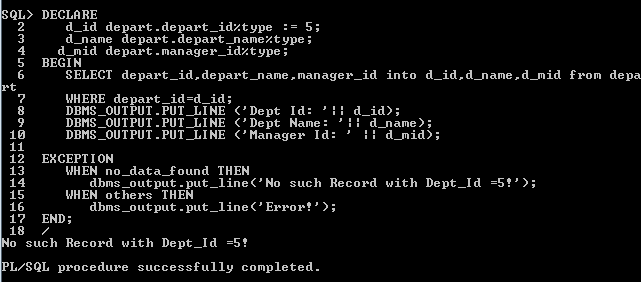 SQL> DECLARE
2 d_id depart.depart_id%type := 5;
3 d_name depart.depart_name%type;
4 d_mid depart.manager_id%type;
5 BEGIN
6 SELECT depart_id,depart_name,manager_id into d_id,d_name,d_mid from depa
rt
7 WHERE depart_id=d_id;
8 DBMS_OUTPUT.PUT_LINE ('Dept Id: '|| d_id);
9 DBMS_OUTPUT.PUT_LINE ('Dept Name: '|| d_name);
10 DBMS_OUTPUT.PUT_LINE ('Manager Id: ' || d_mid);
11
12 EXCEPTION
13 WHEN no_data_found THEN
14 dbms_output.put_line('No such Record with Dept_Id =5!');
15 WHEN others THEN
16 dbms_output.put_line('Error!');
17 END;
18 /
No such Record with Dept_Id =5!
PL/SQL procedure successfully completed.